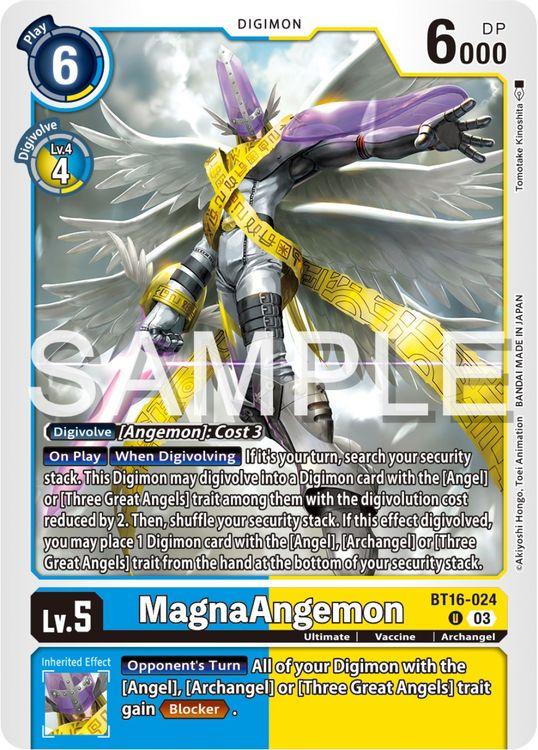 DIGIMON
Play
6
DP
6000
Digivolve
Lv.4
4
Tomotake Kinoshita
©Akiyoshi Hongo, Toei Animation BANDAI MADE IN JAPAN
SAMPLE
Digivolve [Angemon]: Cost 3
On Play When Digivolving If it's your turn, search your security
stack. This Digimon may digivolve into a Digimon card with the [Angel]
or [Three Great Angels] trait among them with the digivolution cost
reduced by 2. Then, shuffle your security stack. If this effect digivolved,
you may place 1 Digimon card with the [Angel], [Archangel] or [Three
Great Angels] trait from the hand at the bottom of your security stack.
Lv.5
MagnaAngemon
BT16-024
U 03
Ultimate | Vaccine | Archangel
Inherited Effect
Opponent's Turn All of your Digimon with the
[Angel], [Archangel] or [Three Great Angels] trait
gain Blocker .